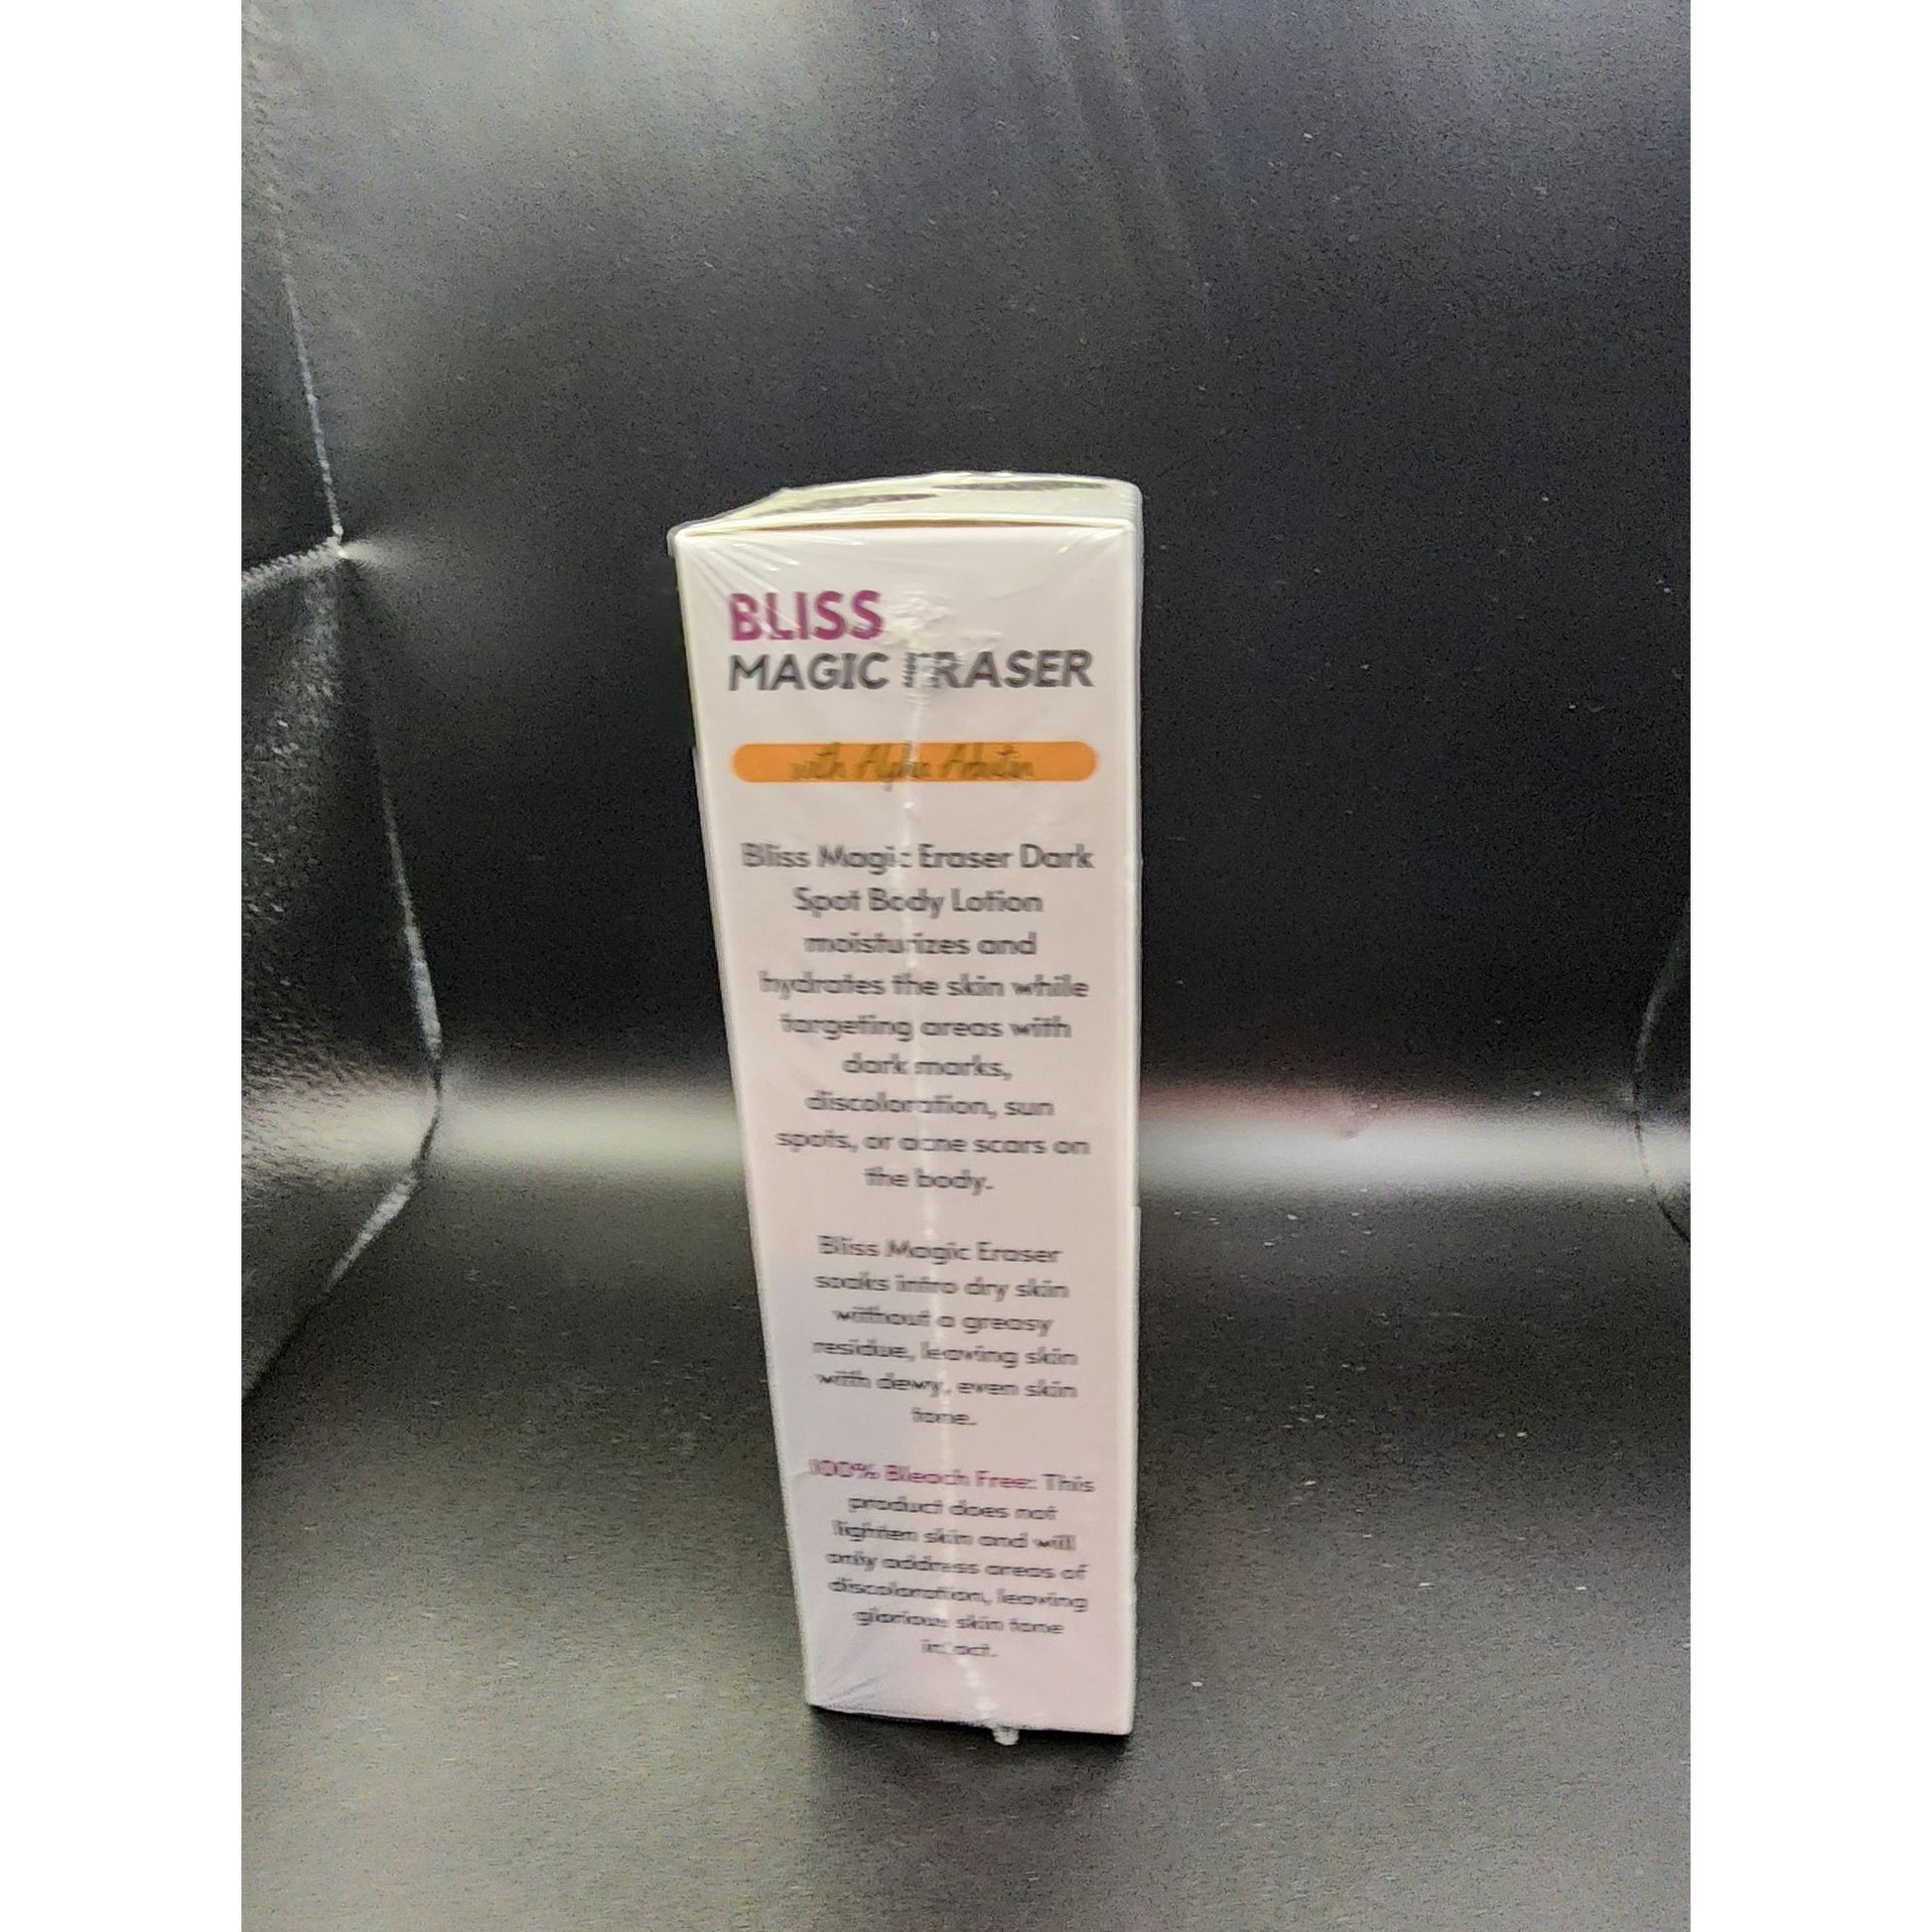 BLISS
MAGIC ERASER
with Alpha Arbutin
Bliss Magic Eraser Dark
Spot Body Lotion
moisturizes and
hydrates the skin while
targeting areas with
dark marks,
discoloration, sun
spots, or acne scars on
the body.
Bliss Magic Eraser
soaks intro dry skin
without a greasy
residue, leaving skin
with dewy, even skin
tone.
100% Bleach Free: This
product does not
lighten skin and will
only address areas of
discoloration, leaving
glorious skin tone
intact.